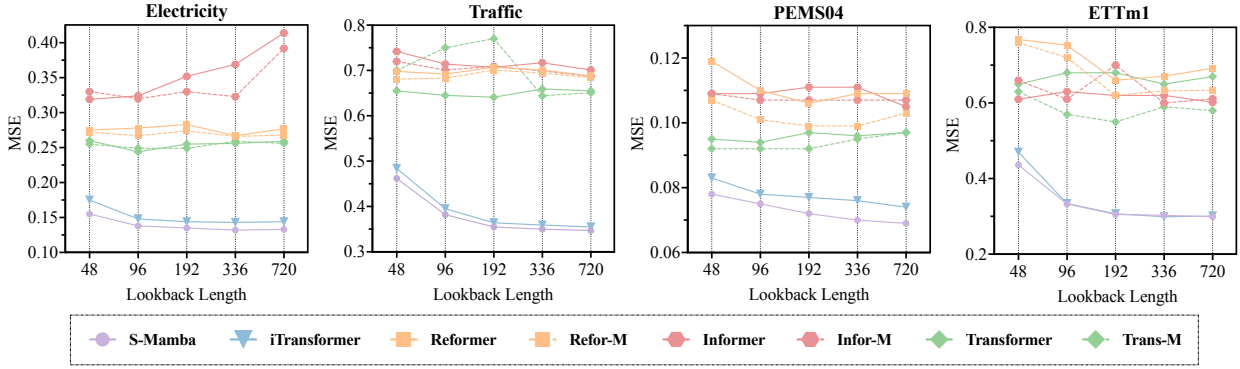 Electricity
MSE
0.40
0.35
0.30
0.25
0.20
0.15
0.10
48 96 192 336 720
Lookback Length
Traffic
MSE
0.8
0.7
0.6
0.5
0.4
0.3
48 96 192 336 720
Lookback Length
PEMS04
MSE
0.12
0.10
0.08
0.06
48 96 192 336 720
Lookback Length
ETTm1
MSE
0.8
0.6
0.4
0.2
48 96 192 336 720
Lookback Length
S-Mamba iTransformer Reformer Refor-M Informer Infor-M Transformer Trans-M